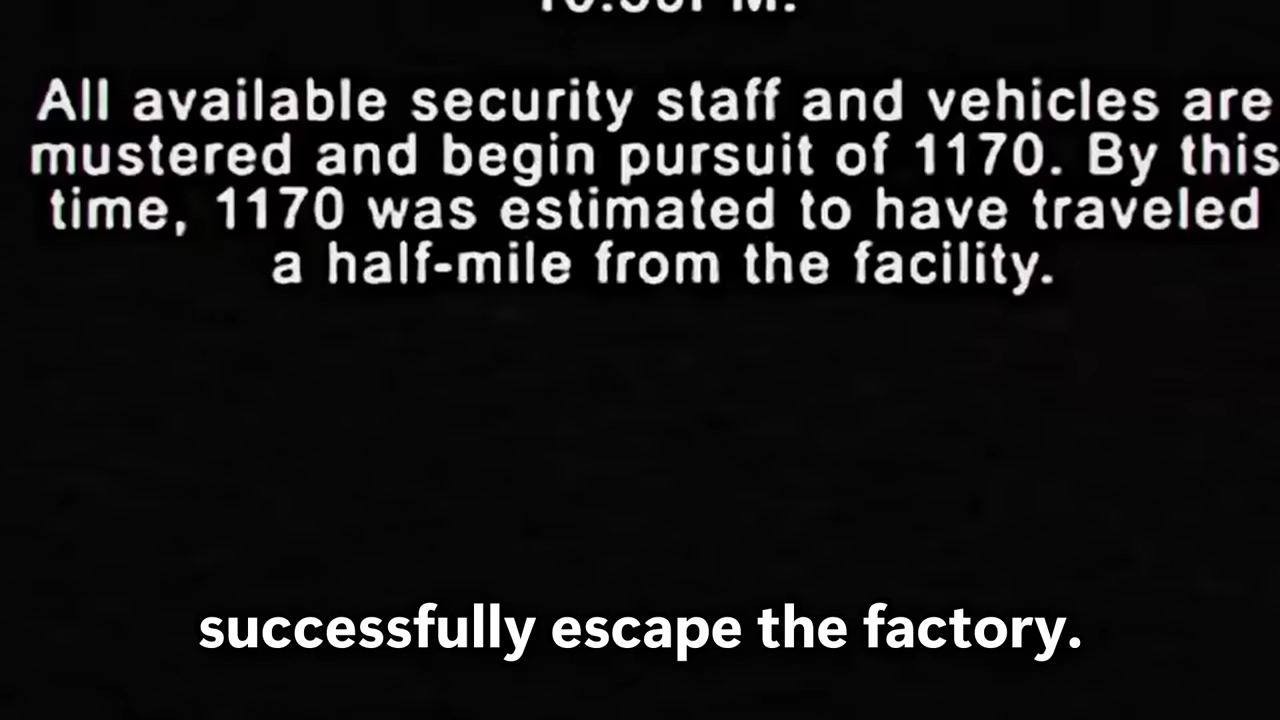 All available security staff and vehicles are
mustered and begin pursuit of 1170. By this
time, 1170 was estimated to have traveled
a half-mile from the facility.
successfully escape the factory.